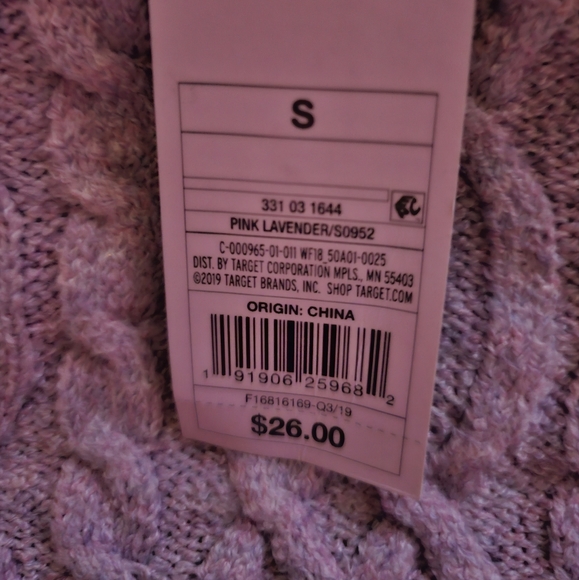 S
331 03 1644
PINK LAVENDER/S0952
C-000965-01-011 WF18_50A01-0025
DIST. BY TARGET CORPORATION MPLS., MN 55403
©2019 TARGET BRANDS, INC. SHOP TARGET.COM
ORIGIN: CHINA
1 91906 25968 2
F16816169-Q3/19
$26.00